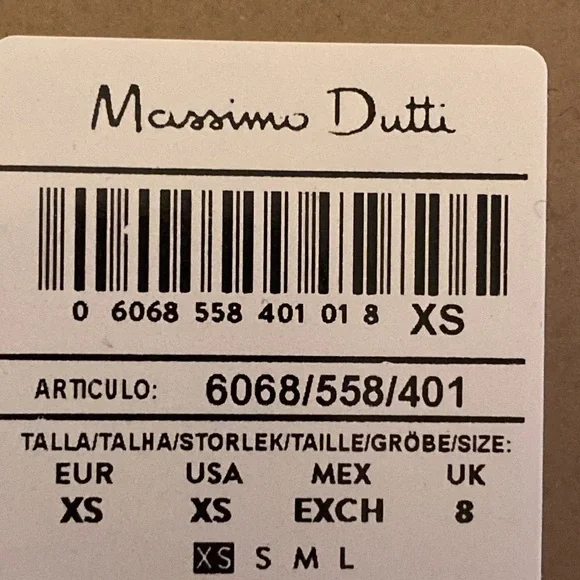 Massimo Dutti
0 6068 558 401 01 8 XS
ARTICULO: 6068/558/401
TALLA/TALHA/STORLEK/TAILLE/GRÖBE/SIZE:
EUR USA MEX UK
XS XS EXCH 8
XS S M L